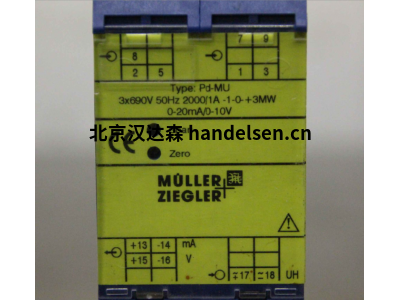 7 9
8
2 5
1 3
Type: Pd-MU
3x690V 50Hz 2000/1A -1-0-+3MW
0-20mA/0-10V
北京汉达森 handelsen.cn
CE
Zero
MÜLLER
ZIEGLER
+13 -14 mA
+15 -16 V
17 18 UH